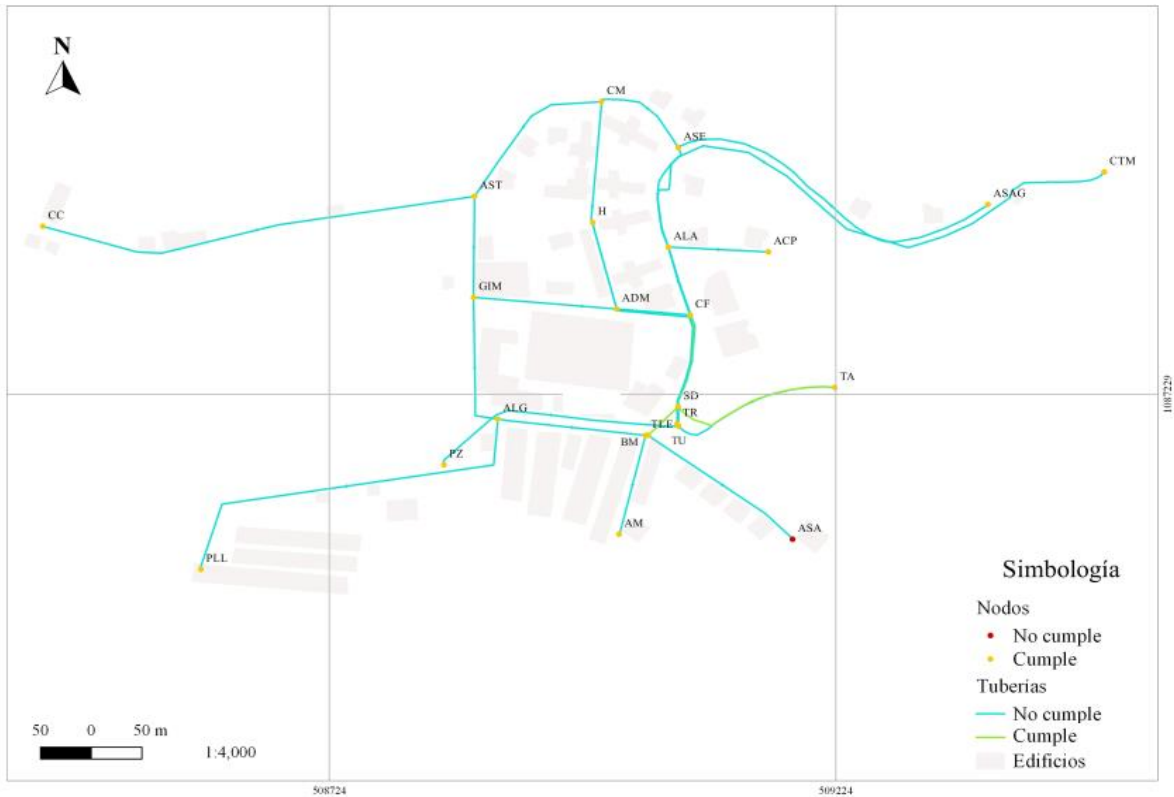 N
CM
ASE
CTM
AST
ASAG
CC
H
ALA
ACP
GIM
ADM
CF
TA
SD
1087229
ALG
TR
TLE
BM
TU
PZ
AM
ASA
PLL
Simbología
Nodos
No cumple
Cumple
Tuberias
No cumple
Cumple
Edificios
50 0 50 m
1:4,000
508724
509224